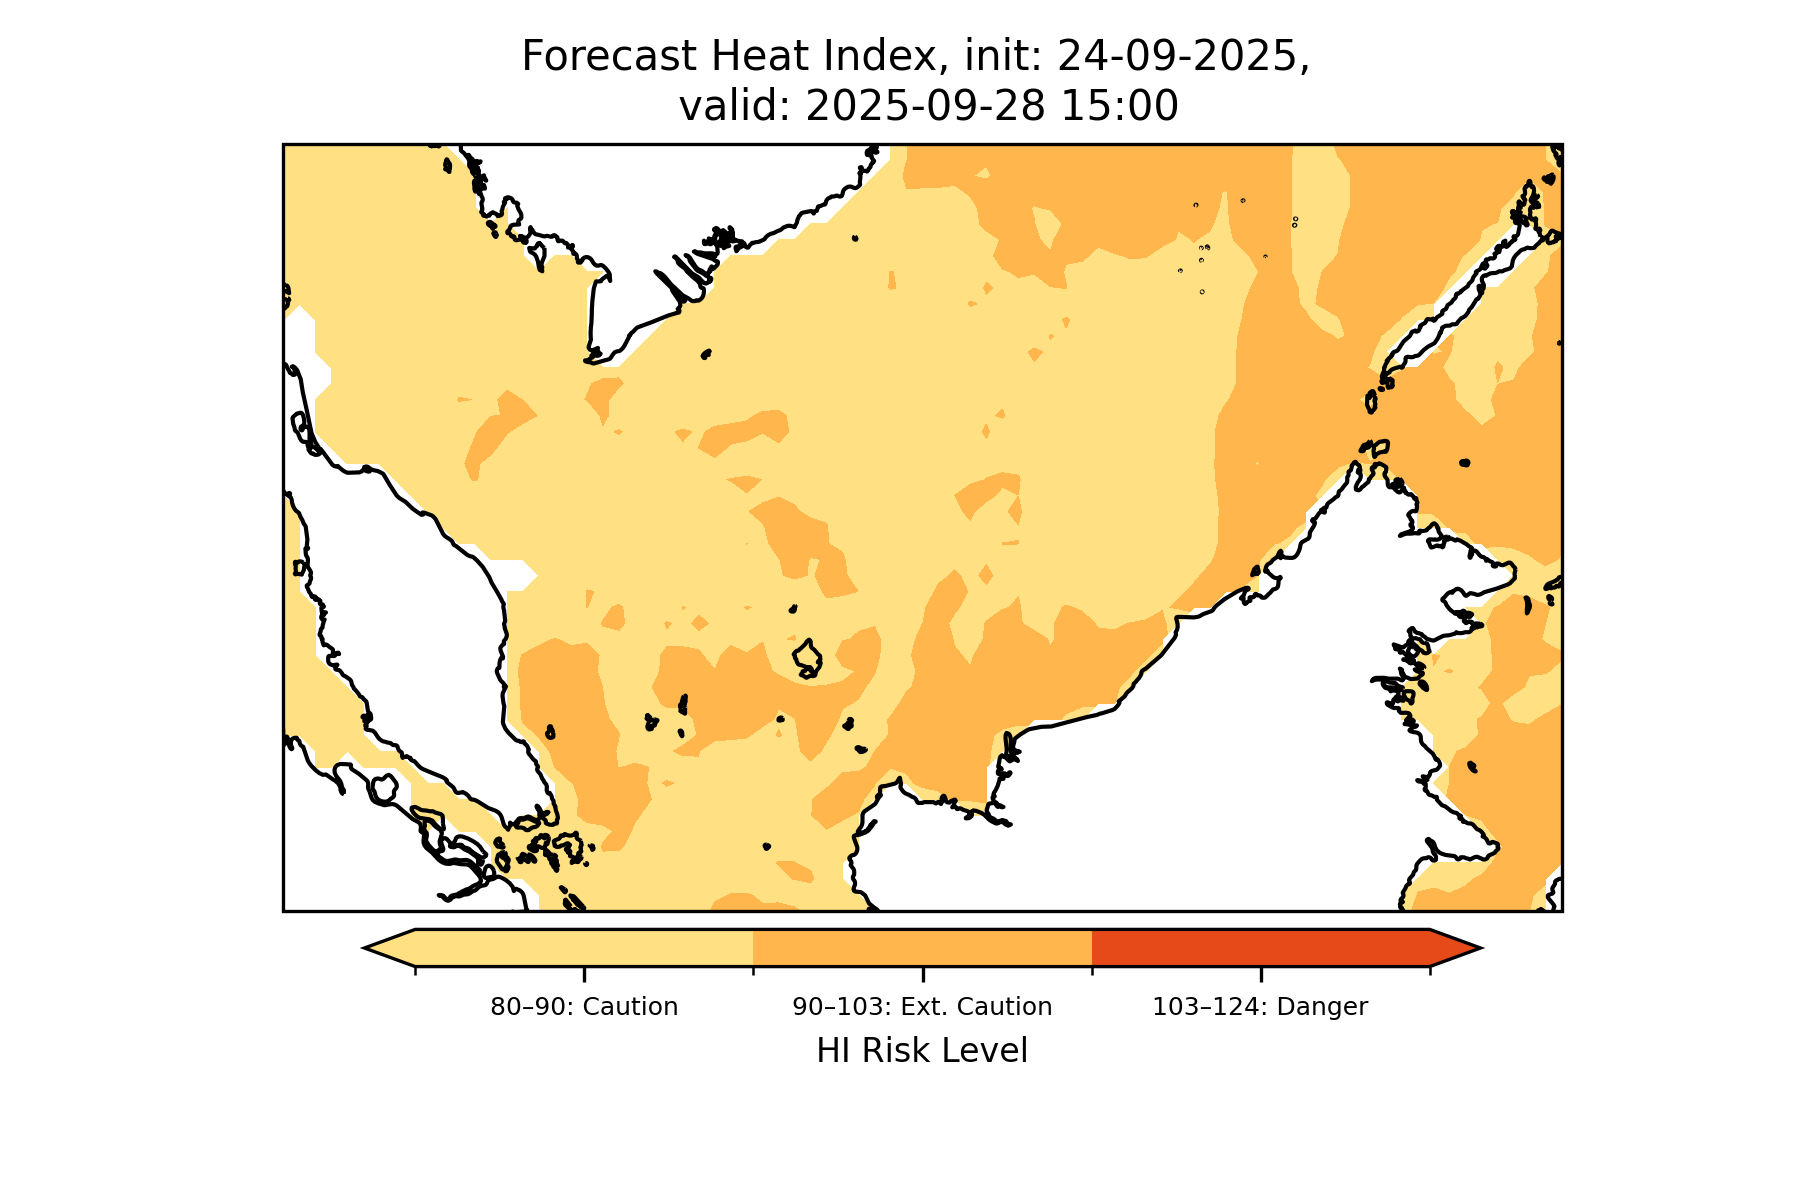 Forecast Heat Index, init: 24-09-2025,
valid: 2025-09-28 15:00
80–90: Caution
90–103: Ext. Caution
103–124: Danger
HI Risk Level